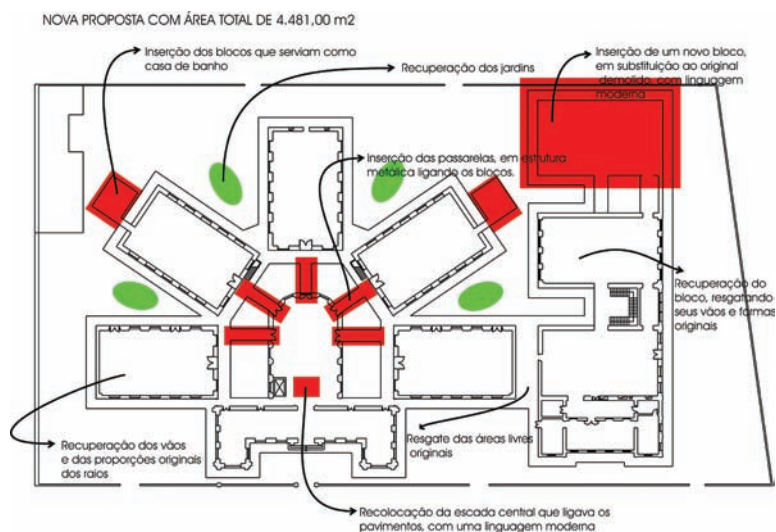 NOVA PROPOSTA COM ÁREA TOTAL DE 4.481,00 m2
Inserção dos blocos que serviam como
casa de banho
Recuperação dos jardins
Inserção de um novo bloco,
em substituição ao original
demolido, com linguagem
moderna
Inserção das passarelas, em estrutura
metálica ligando os blocos.
Recuperação do
bloco, resgatando
seus vãos e formas
originais
Recuperação dos vãos
e das proporções originais
dos raios
Resgate das áreas livres
originais
Recolocação da escada central que ligava os
pavimentos, com uma linguagem moderna